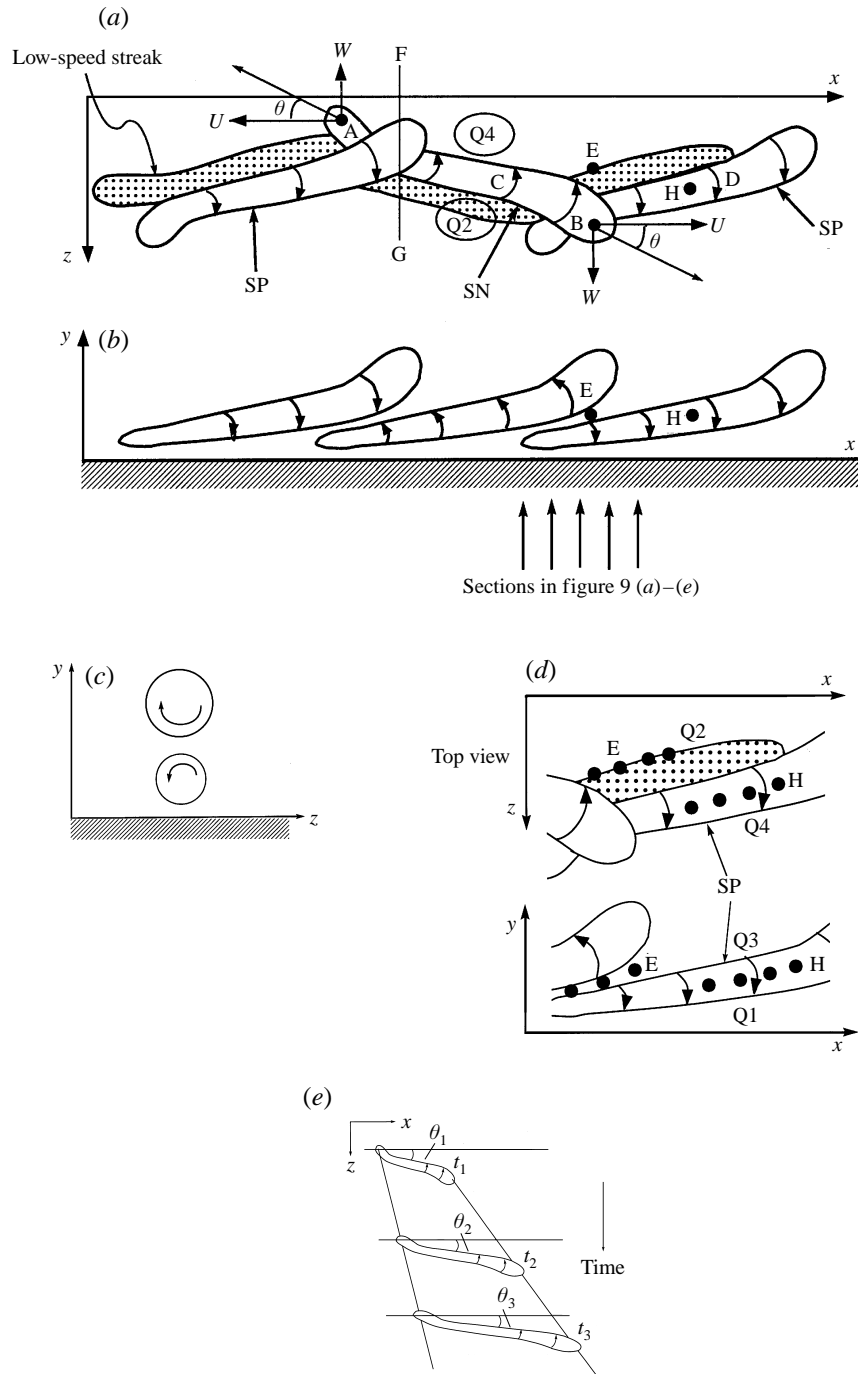 (a)
W
F
Low-speed streak
x
θ
U
A
Q4
E
C
H
D
Q2
B
U
θ
SP
z
G
SP
SN
W
y
(b)
E
H
x
Sections in figure 9 (a)–(e)
y
(c)
z
(d)
x
Top view
E
Q2
H
z
Q4
SP
y
Q3
E
H
Q1
x
(e)
x
z
θ1
t1
θ2
t2
Time
θ3
t3